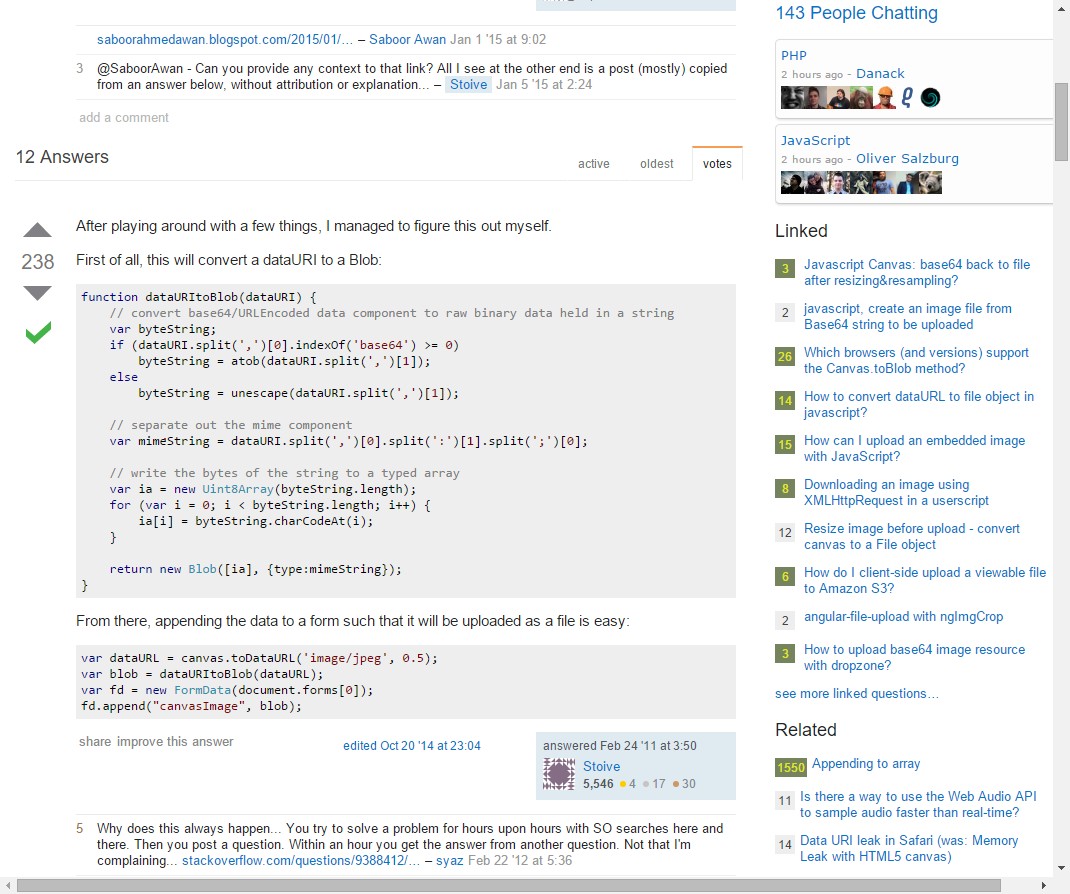 saboorahmedawan.blogspot.com/2015/01/… – Saboor Awan Jan 1 '15 at 9:02
3 @SaboorAwan - Can you provide any context to that link? All I see at the other end is a post (mostly) copied
from an answer below, without attribution or explanation... – Stoive Jan 5 '15 at 2:24
add a comment
12 Answers
active oldest votes
238
After playing around with a few things, I managed to figure this out myself.
First of all, this will convert a dataURI to a Blob:
function dataURItoBlob(dataURI) {
    // convert base64/URLEncoded data component to raw binary data held in a string
    var byteString;
    if (dataURI.split(',')[0].indexOf('base64') >= 0)
        byteString = atob(dataURI.split(',')[1]);
    else
        byteString = unescape(dataURI.split(',')[1]);
    // separate out the mime component
    var mimeString = dataURI.split(',')[0].split(':')[1].split(';')[0];
    // write the bytes of the string to a typed array
    var ia = new Uint8Array(byteString.length);
    for (var i = 0; i < byteString.length; i++) {
        ia[i] = byteString.charCodeAt(i);
    }
    return new Blob([ia], {type:mimeString});
}
From there, appending the data to a form such that it will be uploaded as a file is easy:
var dataURL = canvas.toDataURL('image/jpeg', 0.5);
var blob = dataURItoBlob(dataURL);
var fd = new FormData(document.forms[0]);
fd.append("canvasImage", blob);
share improve this answer
edited Oct 20 '14 at 23:04
answered Feb 24 '11 at 3:50
Stoive
5,546 ●4 ●17 ●30
5 Why does this always happen... You try to solve a problem for hours upon hours with SO searches here and
there. Then you post a question. Within an hour you get the answer from another question. Not that I'm
complaining... stackoverflow.com/questions/9388412/… – syaz Feb 22 '12 at 5:36
143 People Chatting
PHP
2 hours ago - Danack
JavaScript
2 hours ago - Oliver Salzburg
Linked
3 Javascript Canvas: base64 back to file
after resizing&resampling?
2 javascript, create an image file from
Base64 string to be uploaded
26 Which browsers (and versions) support
the Canvas.toBlob method?
14 How to convert dataURL to file object in
javascript?
15 How can I upload an embedded image
with JavaScript?
8 Downloading an image using
XMLHttpRequest in a userscript
12 Resize image before upload - convert
canvas to a File object
6 How do I client-side upload a viewable file
to Amazon S3?
2 angular-file-upload with ngImgCrop
3 How to upload base64 image resource
with dropzone?
see more linked questions…
Related
1550 Appending to array
11 Is there a way to use the Web Audio API
to sample audio faster than real-time?
14 Data URI leak in Safari (was: Memory
Leak with HTML5 canvas)